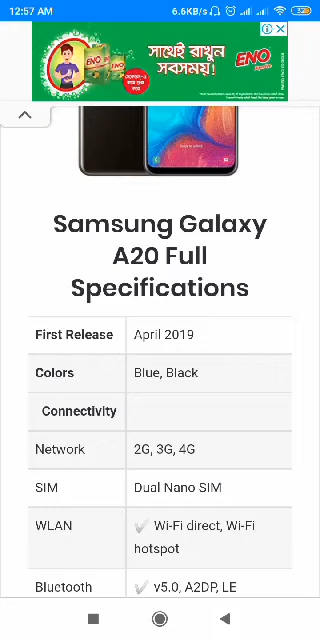 12:57 AM
6.6KB/s
সাথেই রাখুন
সবসময়!
ENO
Samsung Galaxy
A20 Full
Specifications
First Release April 2019
Colors Blue, Black
Connectivity
Network 2G, 3G, 4G
SIM Dual Nano SIM
WLAN ✔ Wi-Fi direct, Wi-Fi
hotspot
Bluetooth ✔ v5.0, A2DP, LE